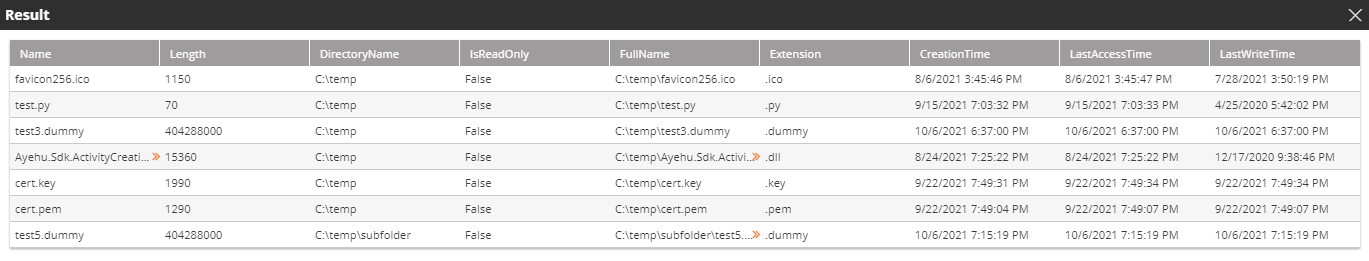 Result
Name Length DirectoryName IsReadOnly FullName Extension CreationTime LastAccessTime LastWriteTime
favicon256.ico 1150 C:\temp False C:\temp\favicon256.ico .ico 8/6/2021 3:45:46 PM 8/6/2021 3:45:47 PM 7/28/2021 3:50:19 PM
test.py 70 C:\temp False C:\temp\test.py .py 9/15/2021 7:03:32 PM 9/15/2021 7:03:33 PM 4/25/2020 5:42:02 PM
test3.dummy 404288000 C:\temp False C:\temp\test3.dummy .dummy 10/6/2021 6:37:00 PM 10/6/2021 6:37:00 PM 10/6/2021 6:37:00 PM
Ayehu.Sdk.ActivityCreati... 15360 C:\temp False C:\temp\Ayehu.Sdk.Activi... .dll 8/24/2021 7:25:22 PM 8/24/2021 7:25:22 PM 12/17/2020 9:38:46 PM
cert.key 1990 C:\temp False C:\temp\cert.key .key 9/22/2021 7:49:31 PM 9/22/2021 7:49:34 PM 9/22/2021 7:49:34 PM
cert.pem 1290 C:\temp False C:\temp\cert.pem .pem 9/22/2021 7:49:04 PM 9/22/2021 7:49:07 PM 9/22/2021 7:49:07 PM
test5.dummy 404288000 C:\temp\subfolder False C:\temp\subfolder\test5.... .dummy 10/6/2021 7:15:19 PM 10/6/2021 7:15:19 PM 10/6/2021 7:15:19 PM